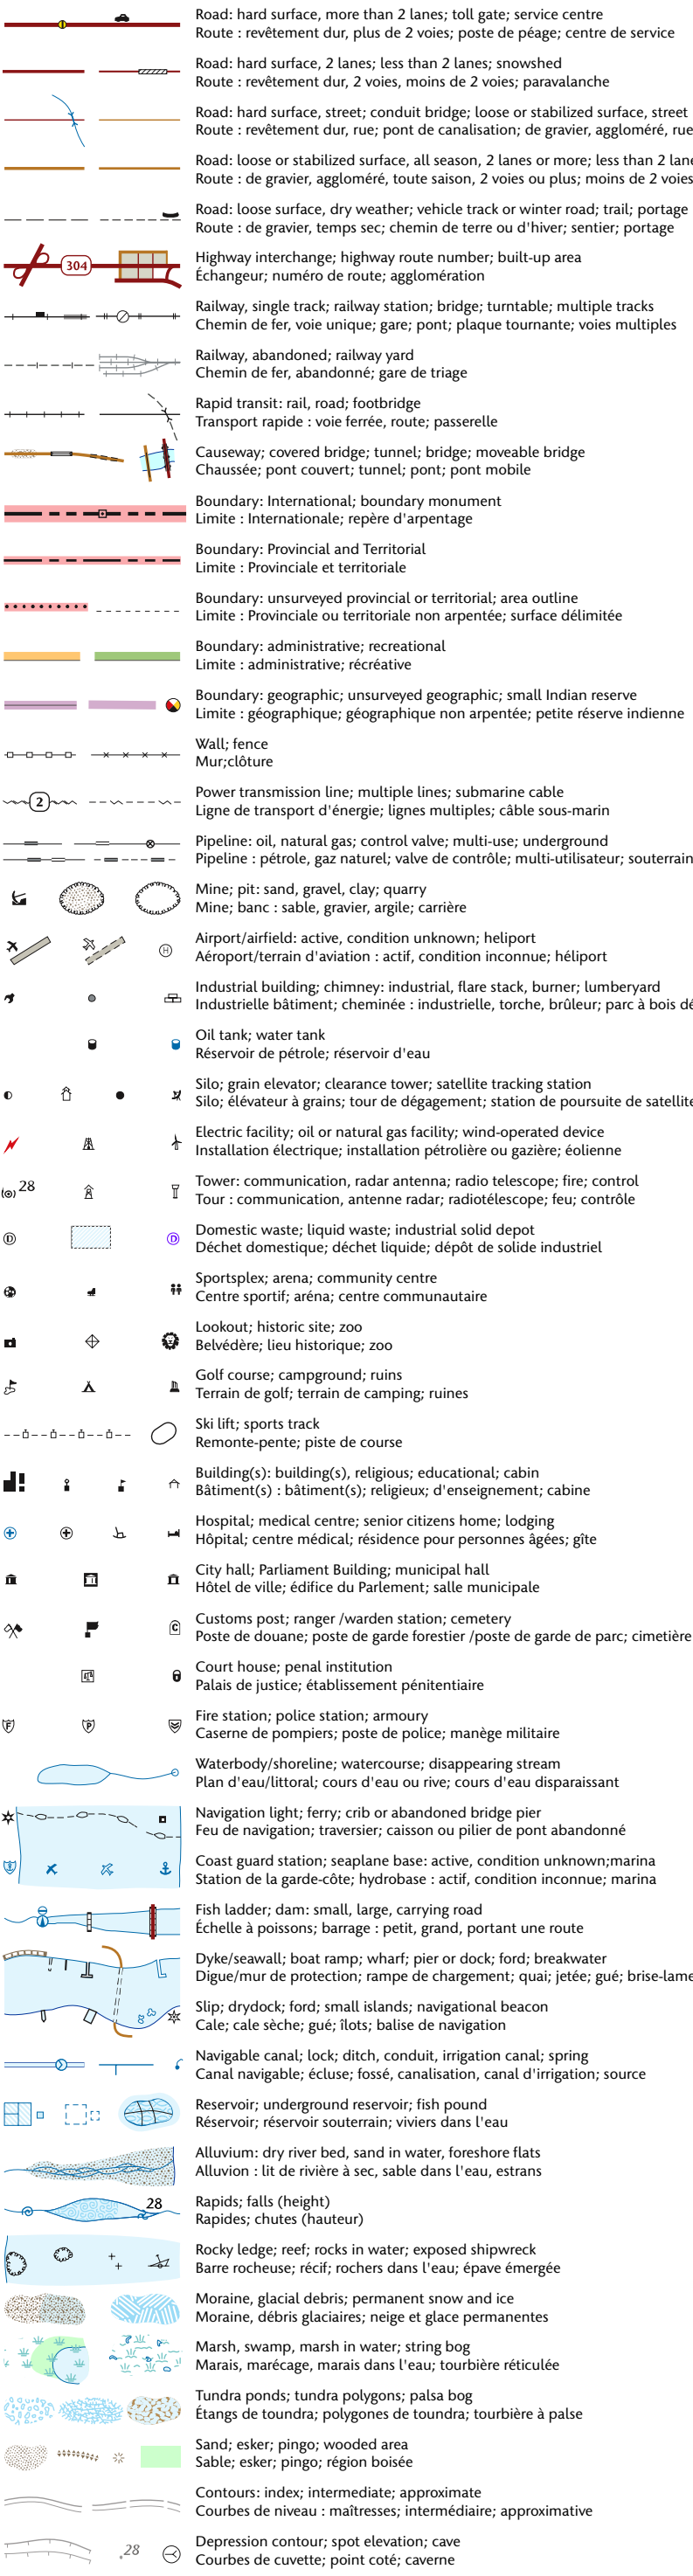 Road: hard surface, more than 2 lanes; toll gate; service centre
Route : revêtement dur, plus de 2 voies; poste de péage; centre de service
Road: hard surface, 2 lanes; less than 2 lanes; snowshed
Route : revêtement dur, 2 voies, moins de 2 voies; paravalanche
Road: hard surface, street; conduit bridge; loose or stabilized surface, street
Route : revêtement dur, rue; pont de canalisation; de gravier, aggloméré, rue
Road: loose or stabilized surface, all season, 2 lanes or more; less than 2 lane
Route : de gravier, aggloméré, toute saison, 2 voies ou plus; moins de 2 voies
Road: loose surface, dry weather; vehicle track or winter road; trail; portage
Route : de gravier, temps sec; chemin de terre ou d'hiver; sentier; portage
304
Highway interchange; highway route number; built-up area
Échangeur; numéro de route; agglomération
Railway, single track; railway station; bridge; turntable; multiple tracks
Chemin de fer, voie unique; gare; pont; plaque tournante; voies multiples
Railway, abandoned; railway yard
Chemin de fer, abandonné; gare de triage
Rapid transit: rail, road; footbridge
Transport rapide : voie ferrée, route; passerelle
Causeway; covered bridge; tunnel; bridge; moveable bridge
Chaussée; pont couvert; tunnel; pont; pont mobile
Boundary: International; boundary monument
Limite : Internationale; repère d'arpentage
Boundary: Provincial and Territorial
Limite : Provinciale et territoriale
Boundary: unsurveyed provincial or territorial; area outline
Limite : Provinciale ou territoriale non arpentée; surface délimitée
Boundary: administrative; recreational
Limite : administrative; récréative
Boundary: geographic; unsurveyed geographic; small Indian reserve
Limite : géographique; géographique non arpentée; petite réserve indienne
Wall; fence
Mur;clôture
2
Power transmission line; multiple lines; submarine cable
Ligne de transport d'énergie; lignes multiples; câble sous-marin
Pipeline: oil, natural gas; control valve; multi-use; underground
Pipeline : pétrole, gaz naturel; valve de contrôle; multi-utilisateur; souterrain
Mine; pit: sand, gravel, clay; quarry
Mine; banc : sable, gravier, argile; carrière
H
Airport/airfield: active, condition unknown; heliport
Aéroport/terrain d'aviation : actif, condition inconnue; héliport
Industrial building; chimney: industrial, flare stack, burner; lumberyard
Industrielle bâtiment; cheminée : industrielle, torche, brûleur; parc à bois dé
Oil tank; water tank
Réservoir de pétrole; réservoir d'eau
Silo; grain elevator; clearance tower; satellite tracking station
Silo; élévateur à grains; tour de dégagement; station de poursuite de satellite
Electric facility; oil or natural gas facility; wind-operated device
Installation électrique; installation pétrolière ou gazière; éolienne
28
Tower: communication, radar antenna; radio telescope; fire; control
Tour : communication, antenne radar; radiotélescope; feu; contrôle
D D
Domestic waste; liquid waste; industrial solid depot
Déchet domestique; déchet liquide; dépôt de solide industriel
Sportsplex; arena; community centre
Centre sportif; aréna; centre communautaire
Lookout; historic site; zoo
Belvédère; lieu historique; zoo
Golf course; campground; ruins
Terrain de golf; terrain de camping; ruines
Ski lift; sports track
Remonte-pente; piste de course
Building(s): building(s), religious; educational; cabin
Bâtiment(s) : bâtiment(s); religieux; d'enseignement; cabine
Hospital; medical centre; senior citizens home; lodging
Hôpital; centre médical; résidence pour personnes âgées; gîte
City hall; Parliament Building; municipal hall
Hôtel de ville; édifice du Parlement; salle municipale
C
Customs post; ranger /warden station; cemetery
Poste de douane; poste de garde forestier /poste de garde de parc; cimetière
Court house; penal institution
Palais de justice; établissement pénitentiaire
F P
Fire station; police station; armoury
Caserne de pompiers; poste de police; manège militaire
Waterbody/shoreline; watercourse; disappearing stream
Plan d'eau/littoral; cours d'eau ou rive; cours d'eau disparaissant
Navigation light; ferry; crib or abandoned bridge pier
Feu de navigation; traversier; caisson ou pilier de pont abandonné
Coast guard station; seaplane base: active, condition unknown;marina
Station de la garde-côte; hydrobase : actif, condition inconnue; marina
Fish ladder; dam: small, large, carrying road
Échelle à poissons; barrage : petit, grand, portant une route
Dyke/seawall; boat ramp; wharf; pier or dock; ford; breakwater
Digue/mur de protection; rampe de chargement; quai; jetée; gué; brise-lame
Slip; drydock; ford; small islands; navigational beacon
Cale; cale sèche; gué; îlots; balise de navigation
Navigable canal; lock; ditch, conduit, irrigation canal; spring
Canal navigable; écluse; fossé, canalisation, canal d'irrigation; source
Reservoir; underground reservoir; fish pound
Réservoir; réservoir souterrain; viviers dans l'eau
Alluvium: dry river bed, sand in water, foreshore flats
Alluvion : lit de rivière à sec, sable dans l'eau, estrans
28
Rapids; falls (height)
Rapides; chutes (hauteur)
Rocky ledge; reef; rocks in water; exposed shipwreck
Barre rocheuse; récif; rochers dans l'eau; épave émergée
Moraine, glacial debris; permanent snow and ice
Moraine, débris glaciaires; neige et glace permanentes
Marsh, swamp, marsh in water; string bog
Marais, marécage, marais dans l'eau; tourbière réticulée
Tundra ponds; tundra polygons; palsa bog
Étangs de toundra; polygones de toundra; tourbière à palse
Sand; esker; pingo; wooded area
Sable; esker; pingo; région boisée
Contours: index; intermediate; approximate
Courbes de niveau : maîtresses; intermédiaire; approximative
.28
Depression contour; spot elevation; cave
Courbes de cuvette; point coté; caverne